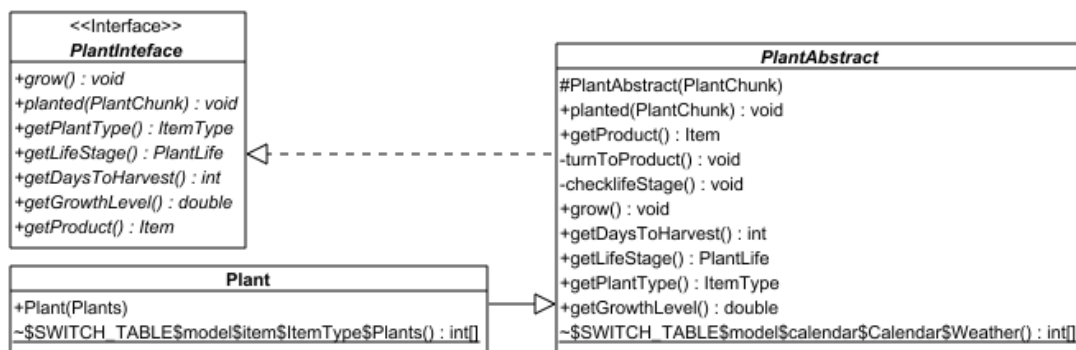 <<Interface>>
PlantInteface
+grow() : void
+planted(PlantChunk) : void
+getPlantType() : ItemType
+getLifeStage() : PlantLife
+getDaysToHarvest() : int
+getGrowthLevel() : double
+getProduct() : Item
Plant
+Plant(Plants)
~$SWITCH_TABLE$model$item$ItemType$Plants() : int[]
PlantAbstract
#PlantAbstract(PlantChunk)
+planted(PlantChunk) : void
+getProduct() : Item
-turnToProduct() : void
-checklifeStage() : void
+grow() : void
+getDaysToHarvest() : int
+getLifeStage() : PlantLife
+getPlantType() : ItemType
+getGrowthLevel() : double
~$SWITCH_TABLE$model$calendar$Calendar$Weather() : int[]